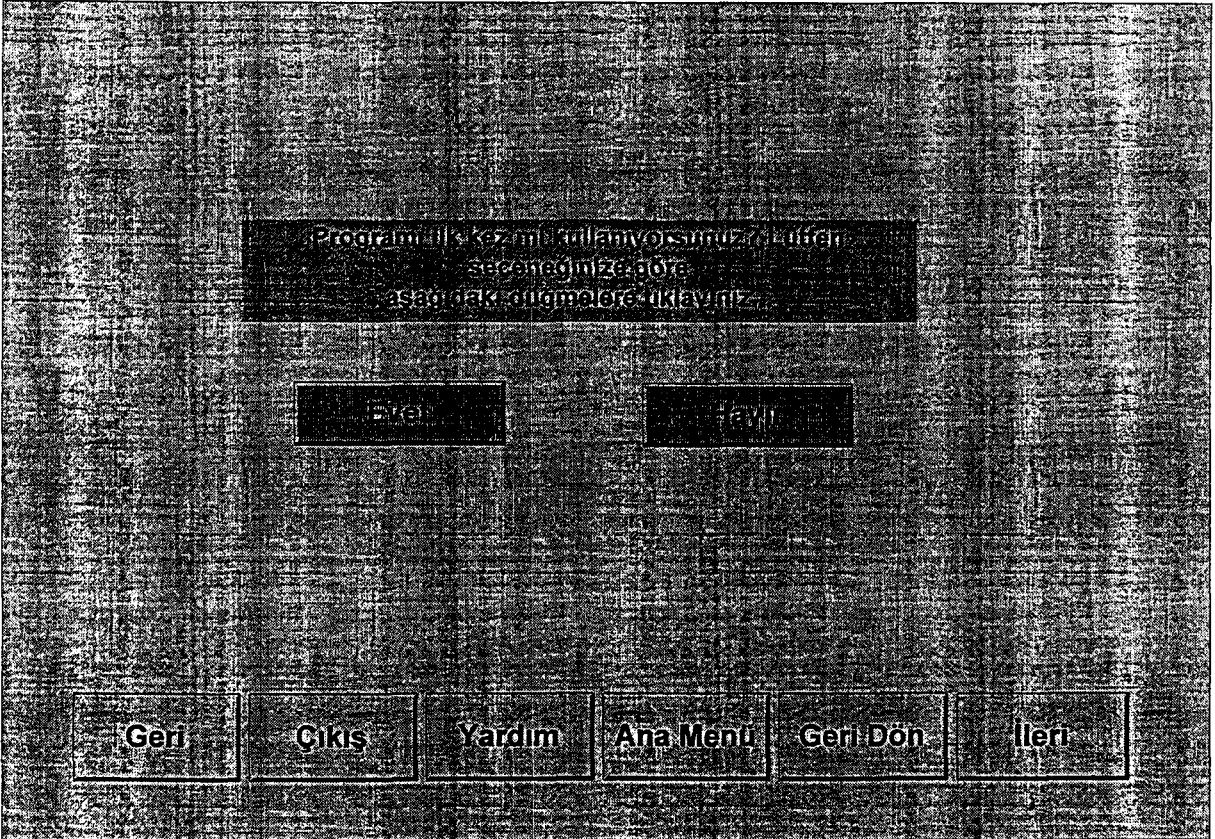 Programı ilk kez mi kullanıyorsunuz? Lütfen
seçeneğinize göre
aşağıdaki düğmelere tıklayınız...
Evet
Hayır
Geri
Çıkış
Yardım
Ana Menü
Geri Dön
İleri